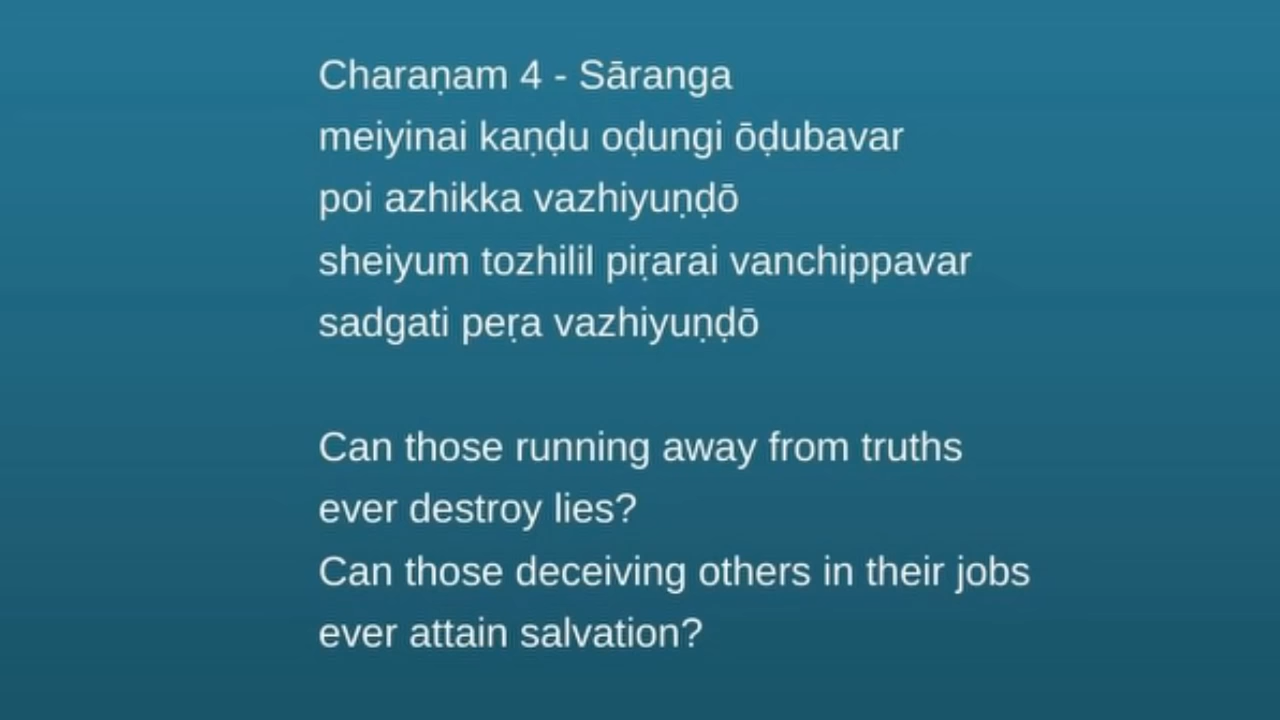 Charaṇam 4 - Sāranga
meiyinai kaṇḍu oḍungi ōḍubavar
poi azhikka vazhiyuṇḍō
sheiyum tozhilil piṛarai vanchippavar
sadgati peṛa vazhiyuṇḍō
Can those running away from truths
ever destroy lies?
Can those deceiving others in their jobs
ever attain salvation?